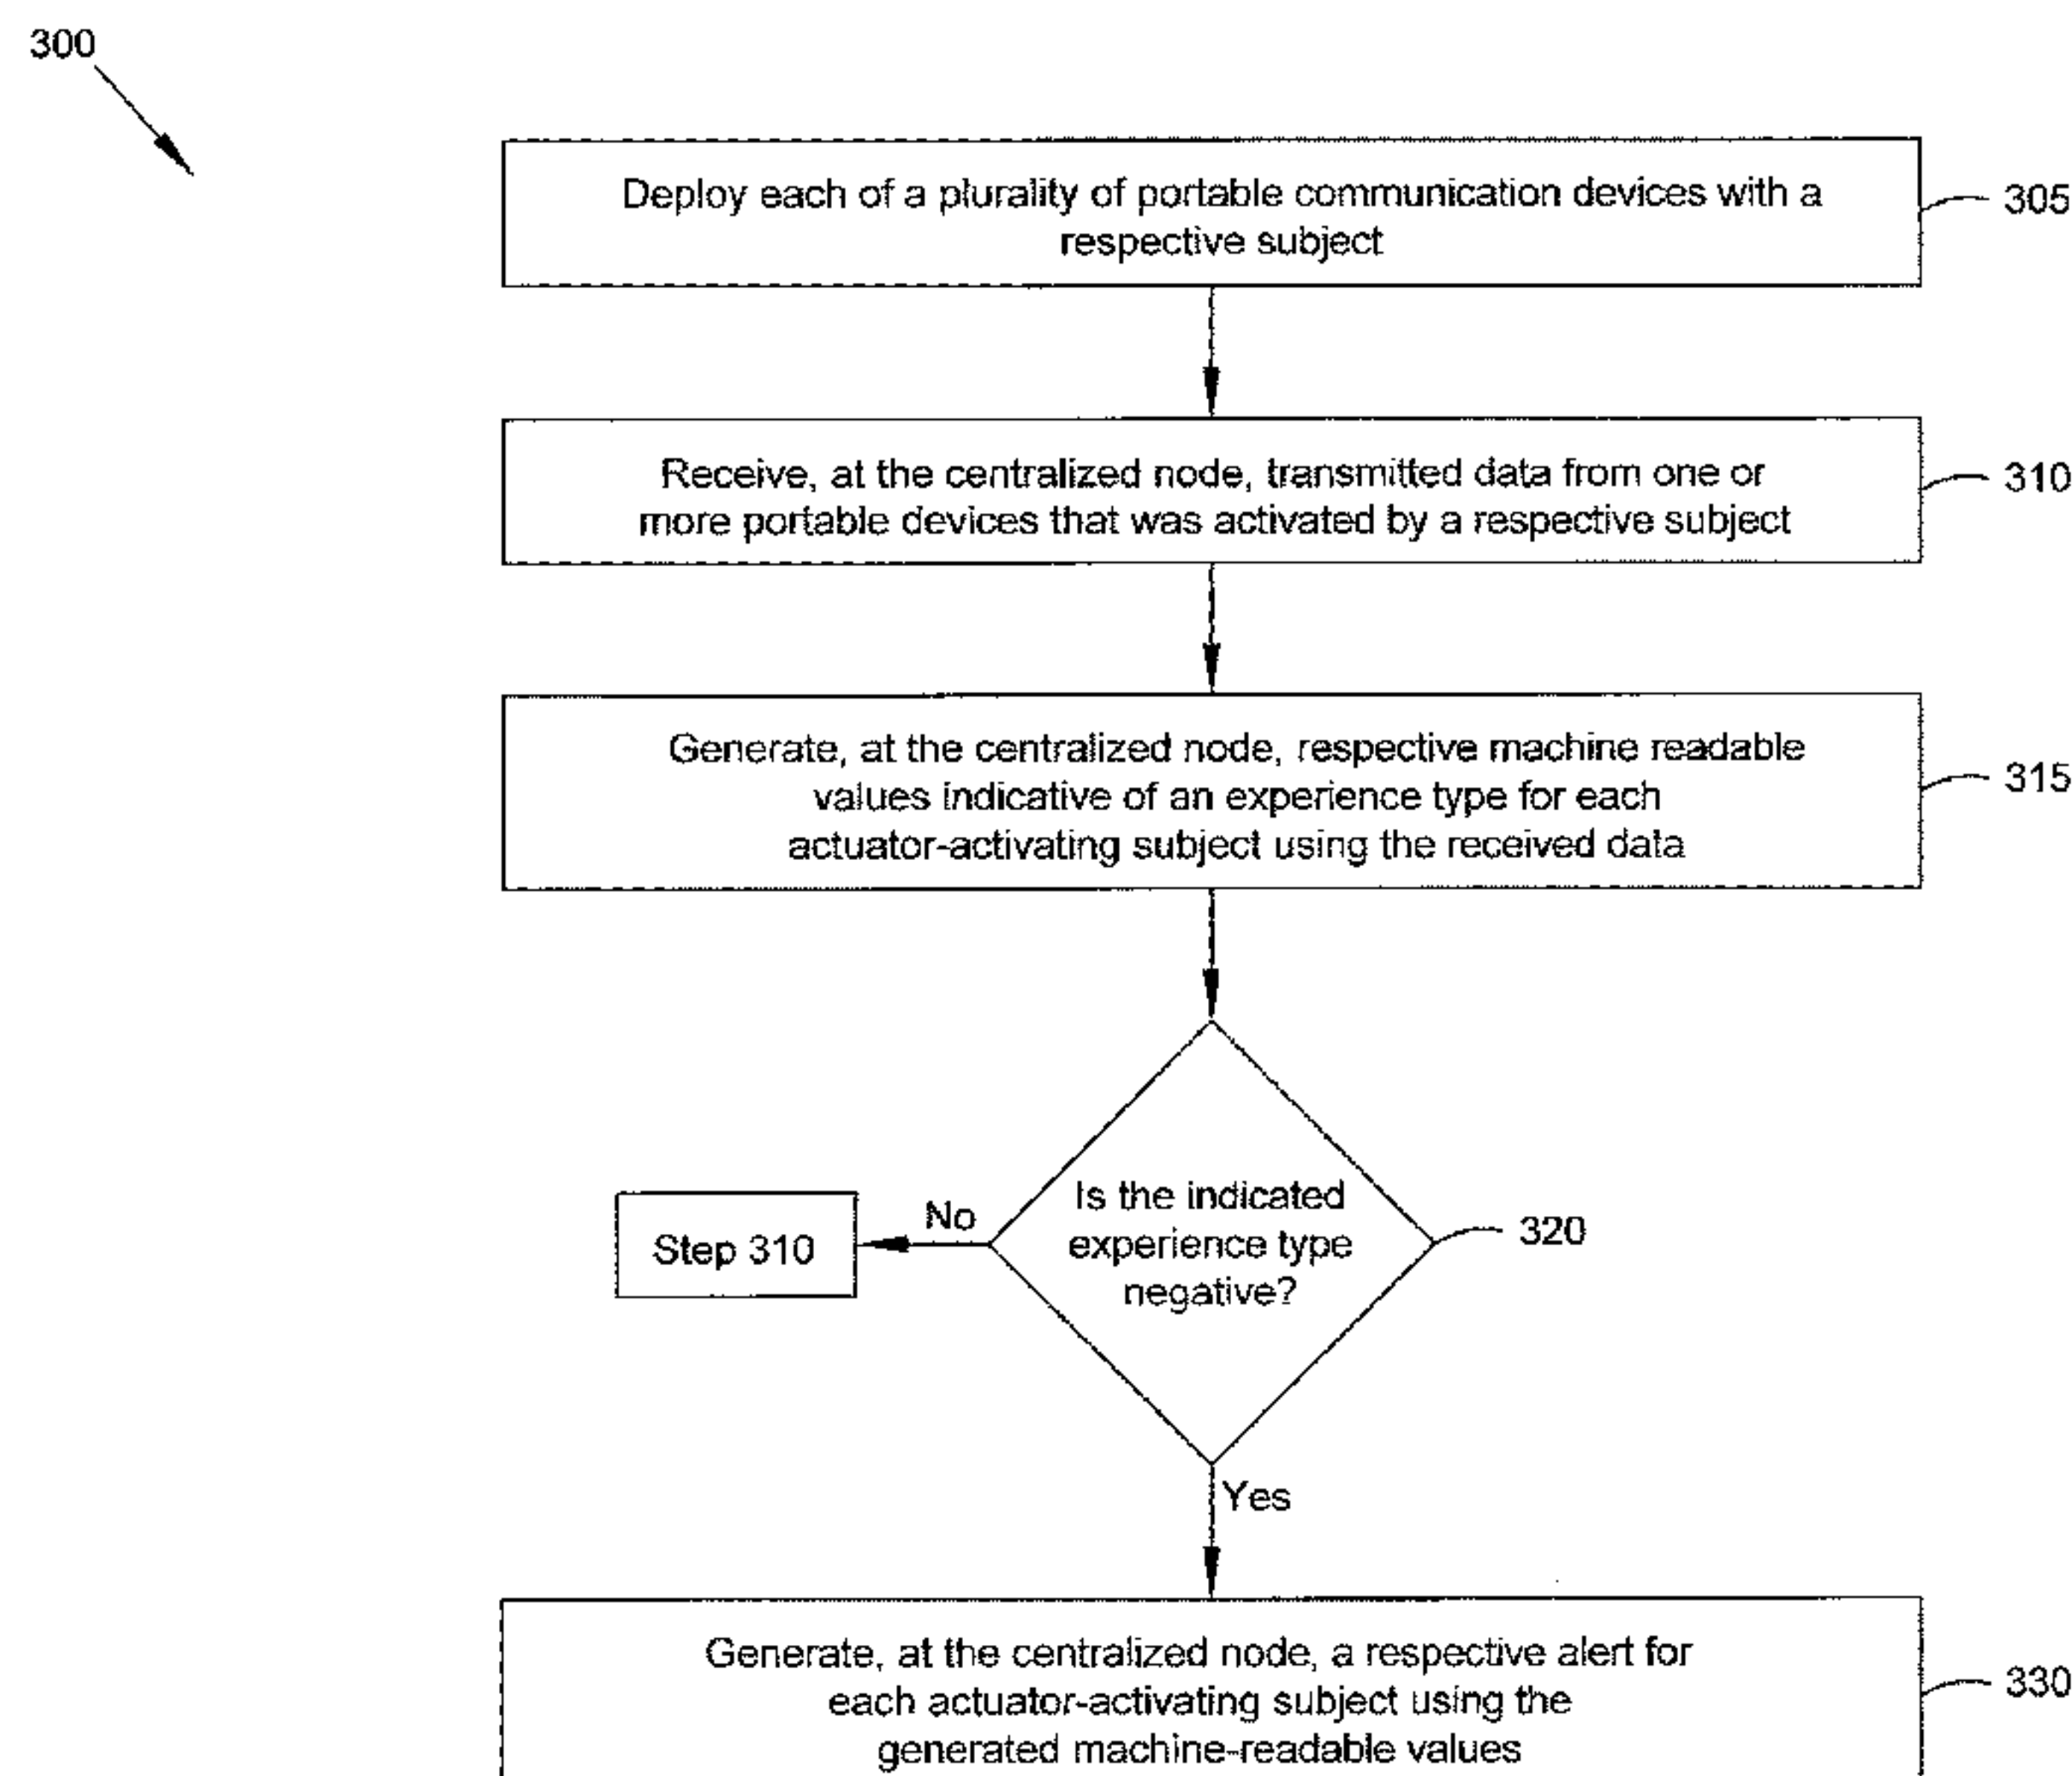 300
Deploy each of a plurality of portable communication devices with a
respective subject
305
Receive, at the centralized node, transmitted data from one or
more portable devices that was activated by a respective subject
310
Generate, at the centralized node, respective machine readable
values indicative of an experience type for each
actuator-activating subject using the received data
315
Is the indicated
experience type
negative?
320
No
Step 310
Yes
Generate, at the centralized node, a respective alert for
each actuator-activating subject using the
generated machine-readable values
330